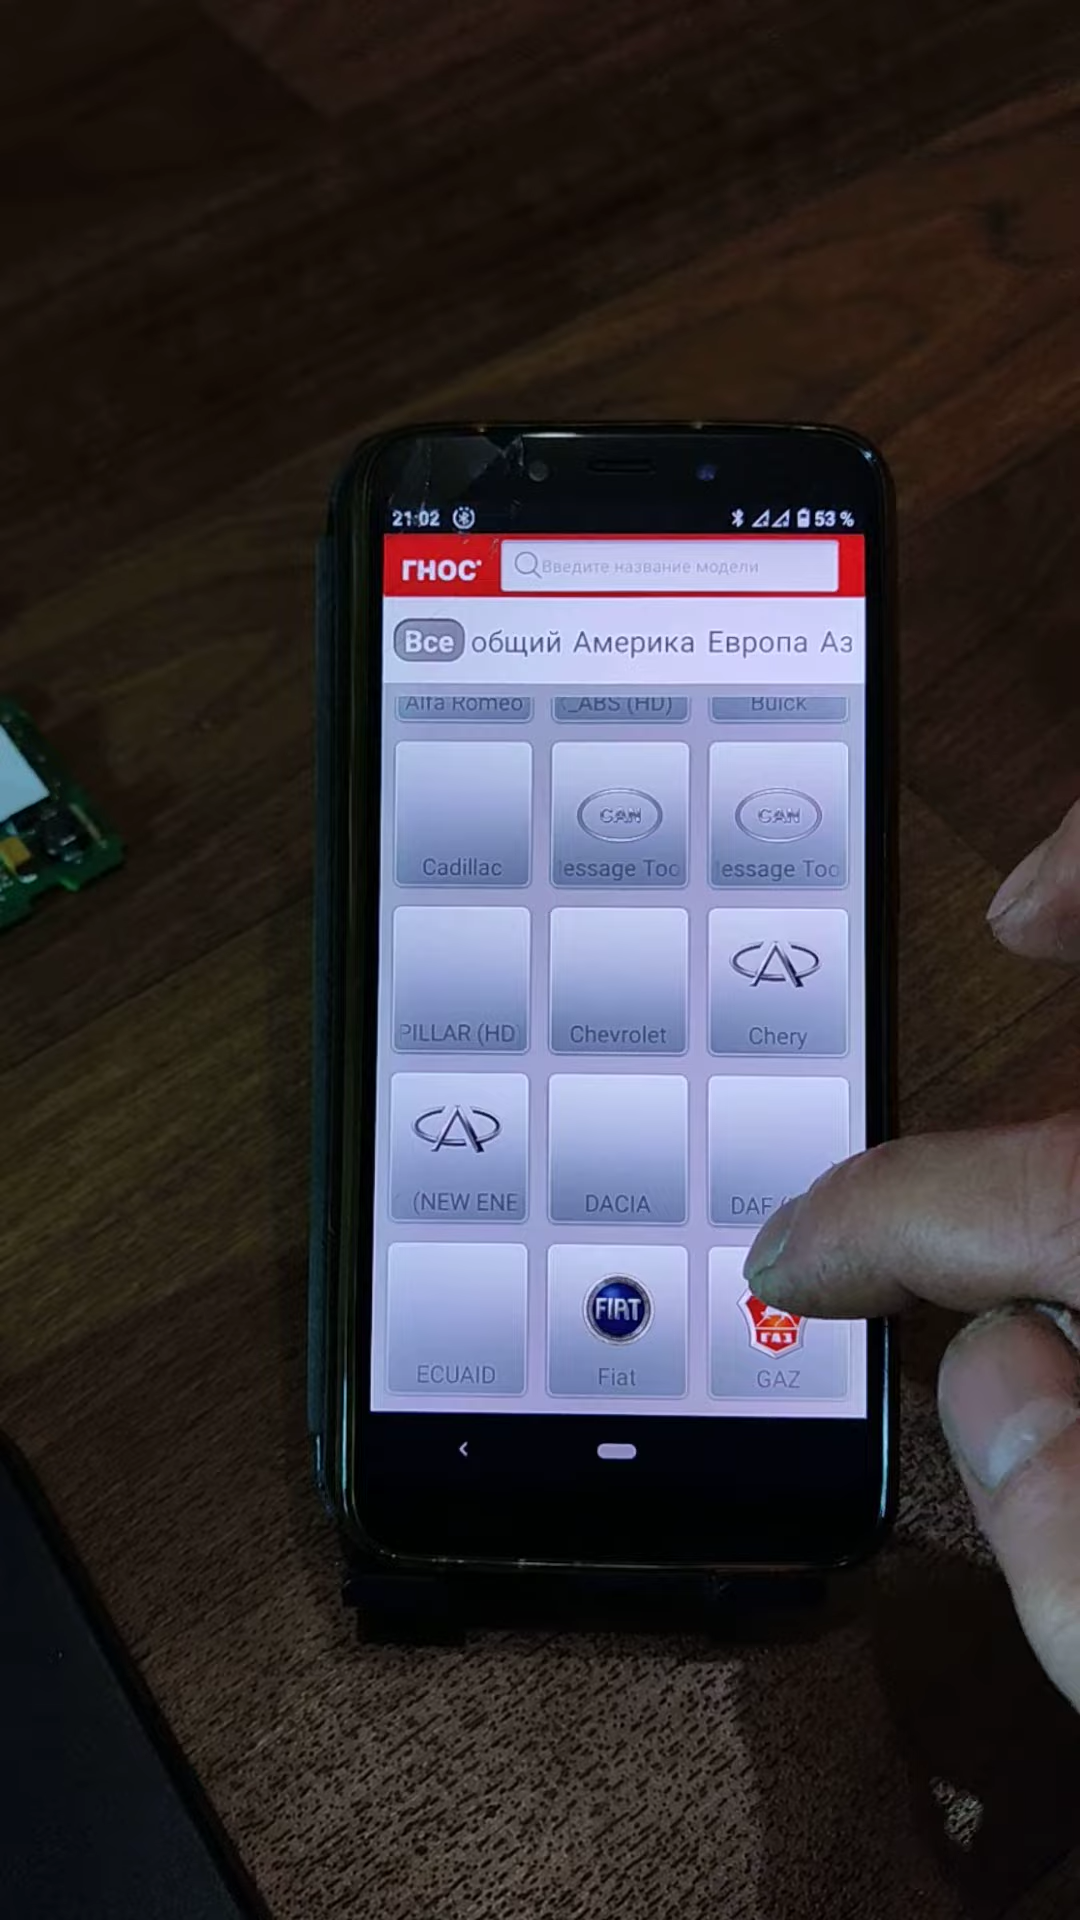 21:02 53 %
ГНОС Введите название модели
Все общий Америка Европа Аз
Alfa Romeo _ABS (HD) Buick
CAN CAN
Cadillac essage Too essage Too
PILLAR (HD) Chevrolet Chery
(NEW ENE DACIA DAF
FIAT ГАЗ
ECUAID Fiat GAZ